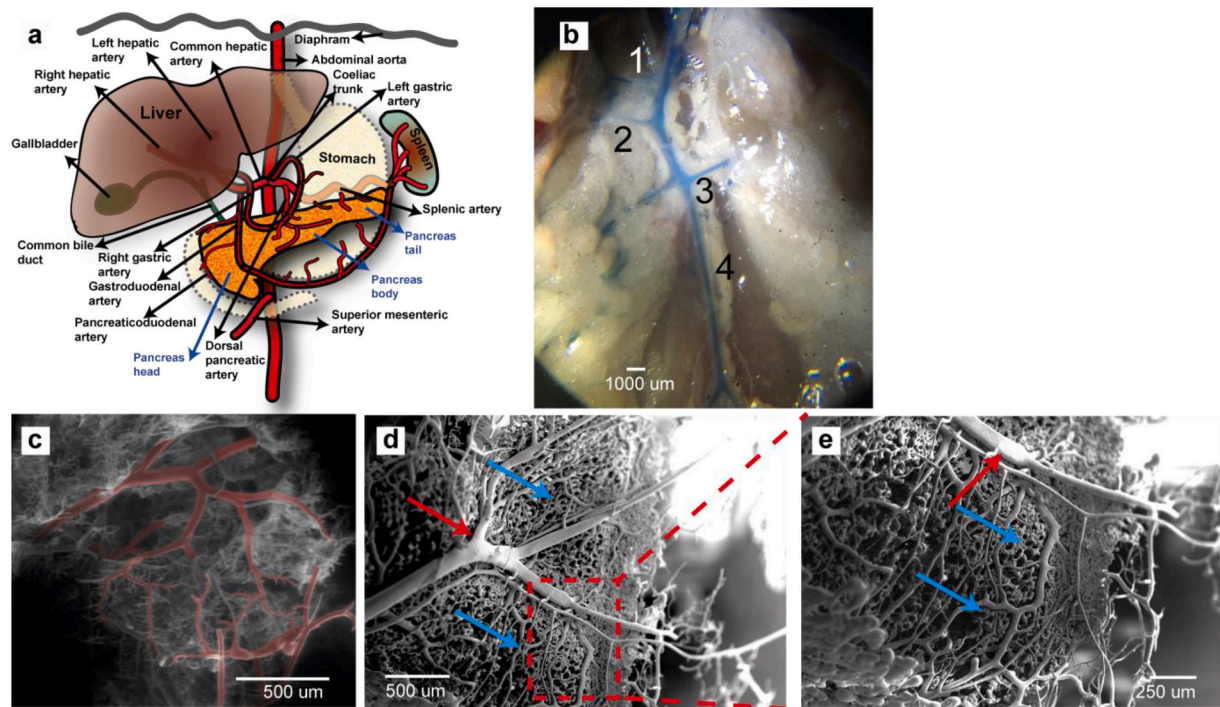 a
Diaphram
Left hepatic
artery
Common hepatic
artery
Abdominal aorta
Coeliac
trunk
Right hepatic
artery
Left gastric
artery
Liver
Gallbladder
Stomach
Spleen
Splenic artery
Common bile
duct
Pancreas
tail
Right gastric
artery
Gastroduodenal
artery
Pancreas
body
Pancreaticoduodenal
artery
Superior mesenteric
artery
Pancreas
head
Dorsal
pancreatic
artery
b
1
2
3
4
1000 um
c
500 um
d
500 um
e
250 um